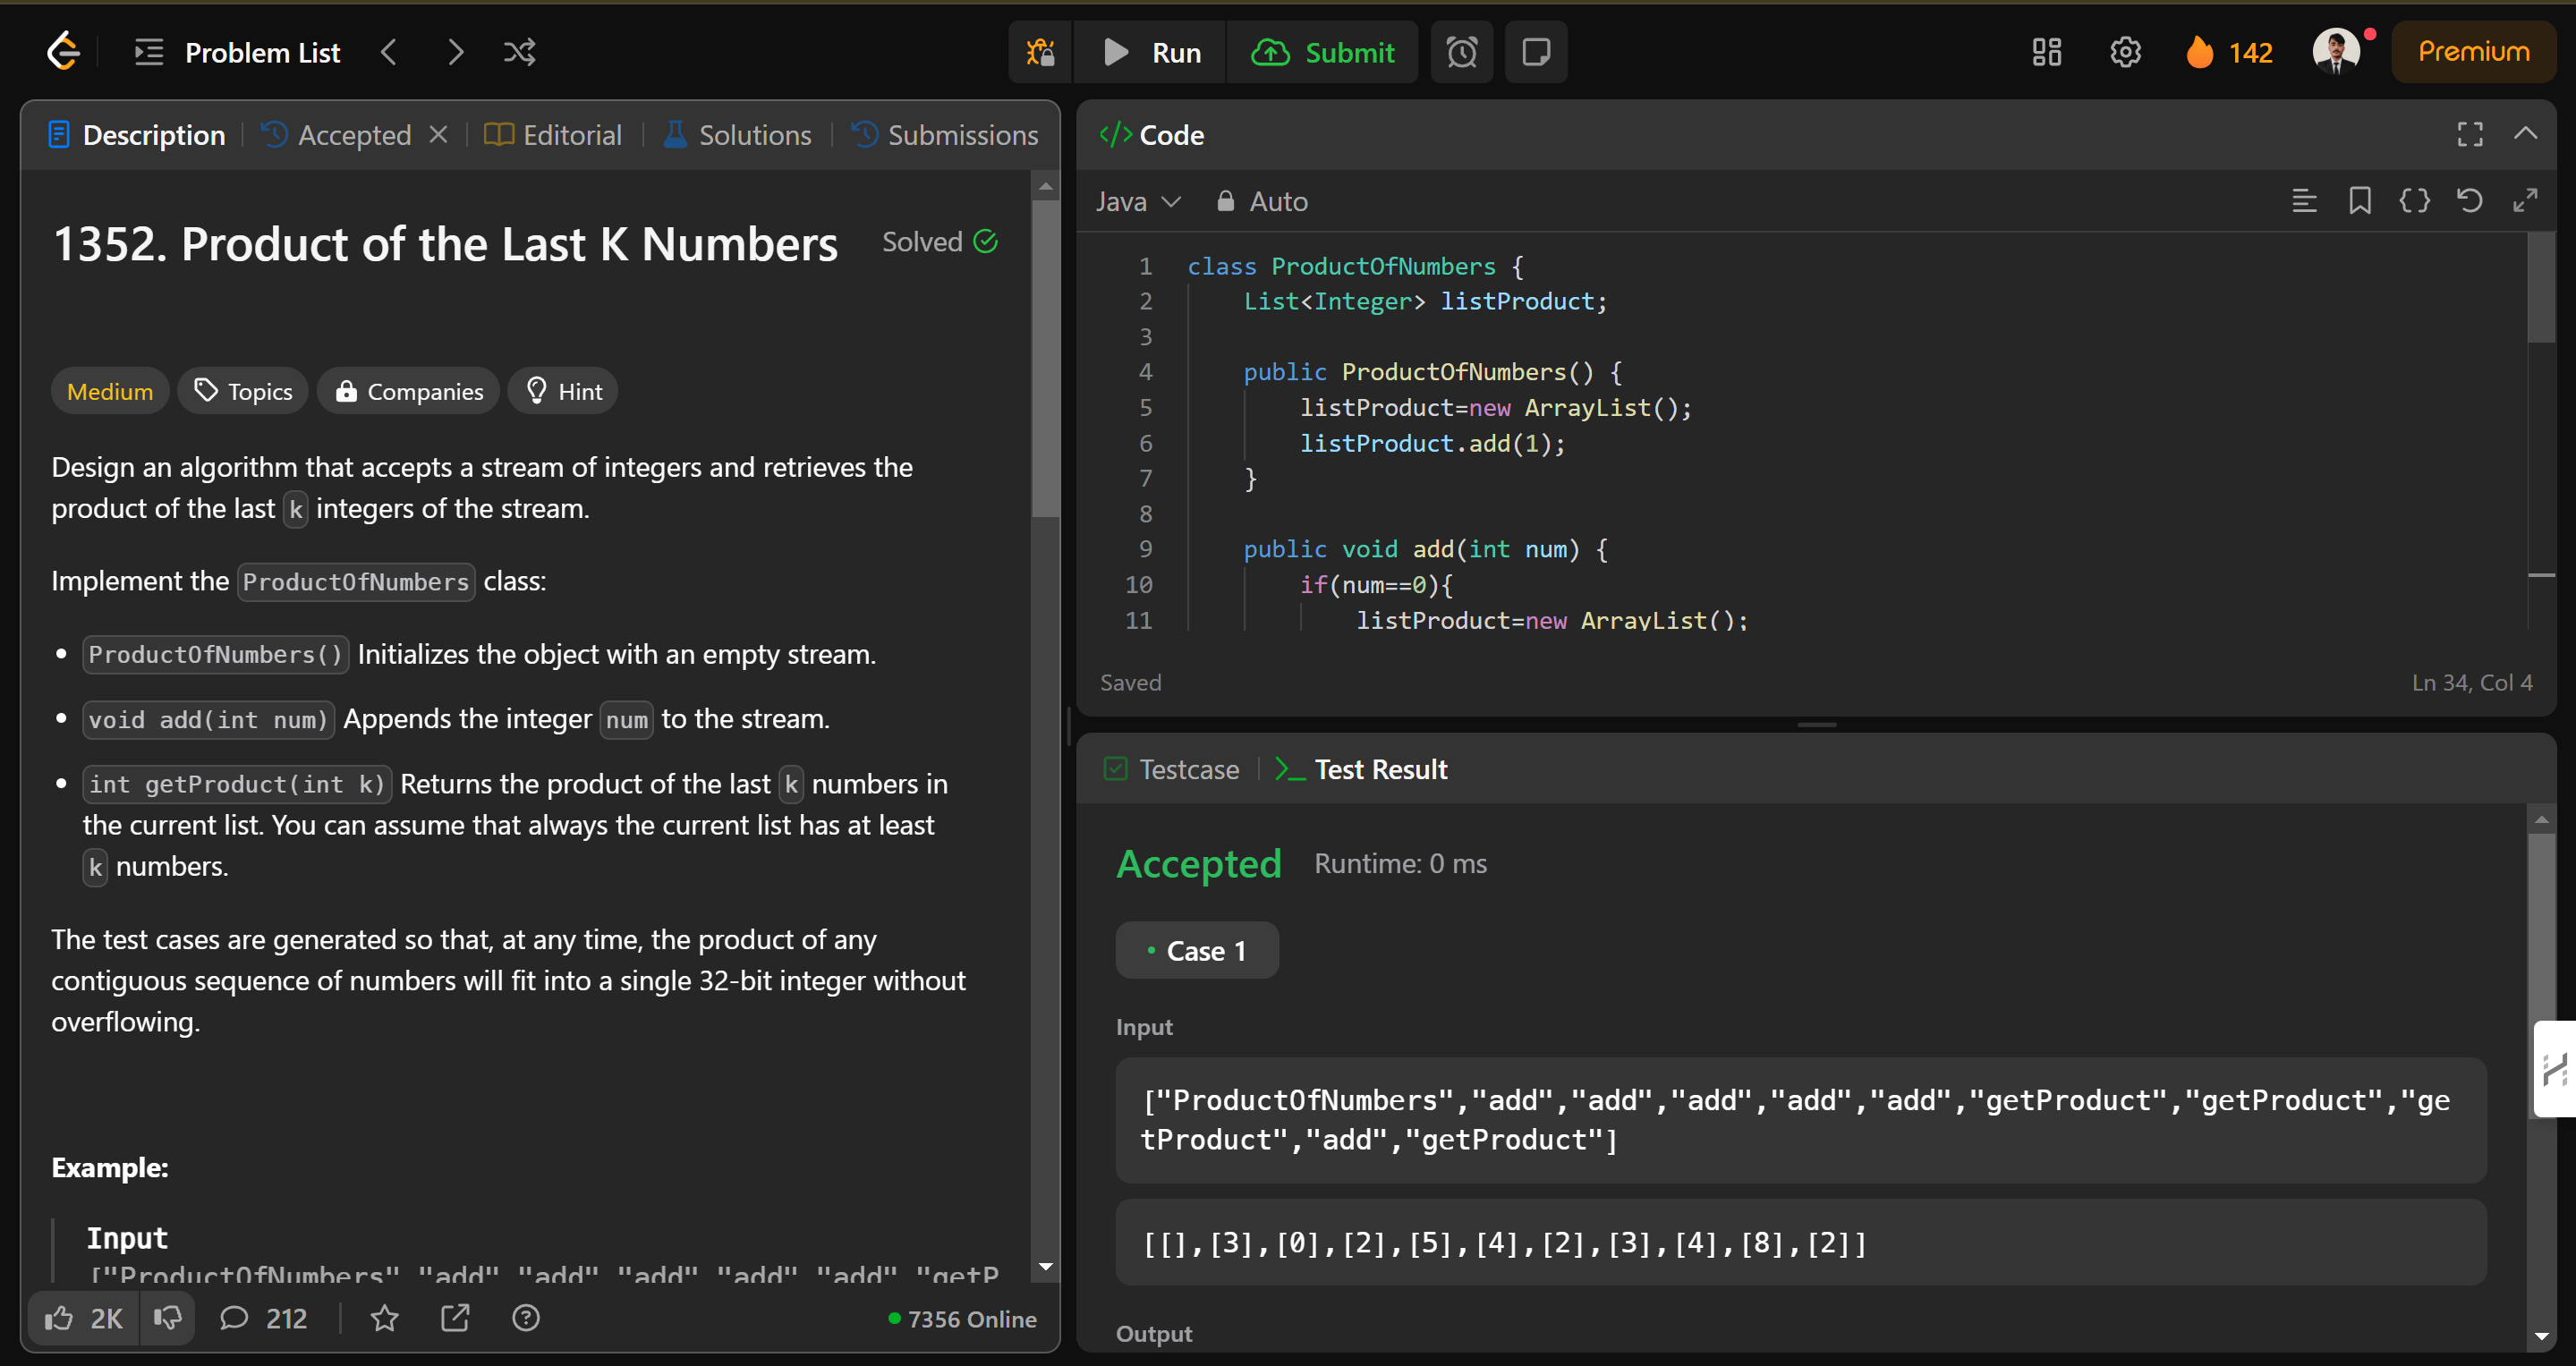 Problem List
Run
Submit
142
Premium
Description
Accepted
Editorial
Solutions
Submissions
1352. Product of the Last K Numbers
Solved
Medium
Topics
Companies
Hint
Design an algorithm that accepts a stream of integers and retrieves the
product of the last k integers of the stream.
Implement the ProductOfNumbers class:
• ProductOfNumbers() Initializes the object with an empty stream.
• void add(int num) Appends the integer num to the stream.
• int getProduct(int k) Returns the product of the last k numbers in
the current list. You can assume that always the current list has at least
k numbers.
The test cases are generated so that, at any time, the product of any
contiguous sequence of numbers will fit into a single 32-bit integer without
overflowing.
Example:
Input
["ProductOfNumbers","add","add","add","add","add","getP
2K
212
7356 Online
</> Code
Java
Auto
1 class ProductOfNumbers {
2 List<Integer> listProduct;
3
4 public ProductOfNumbers() {
5 listProduct=new ArrayList();
6 listProduct.add(1);
7 }
8
9 public void add(int num) {
10 if(num==0){
11 listProduct=new ArrayList();
Saved
Ln 34, Col 4
Testcase
Test Result
Accepted
Runtime: 0 ms
• Case 1
Input
["ProductOfNumbers","add","add","add","add","add","getProduct","getProduct","ge
tProduct","add","getProduct"]
[[],[3],[0],[2],[5],[4],[2],[3],[4],[8],[2]]
Output